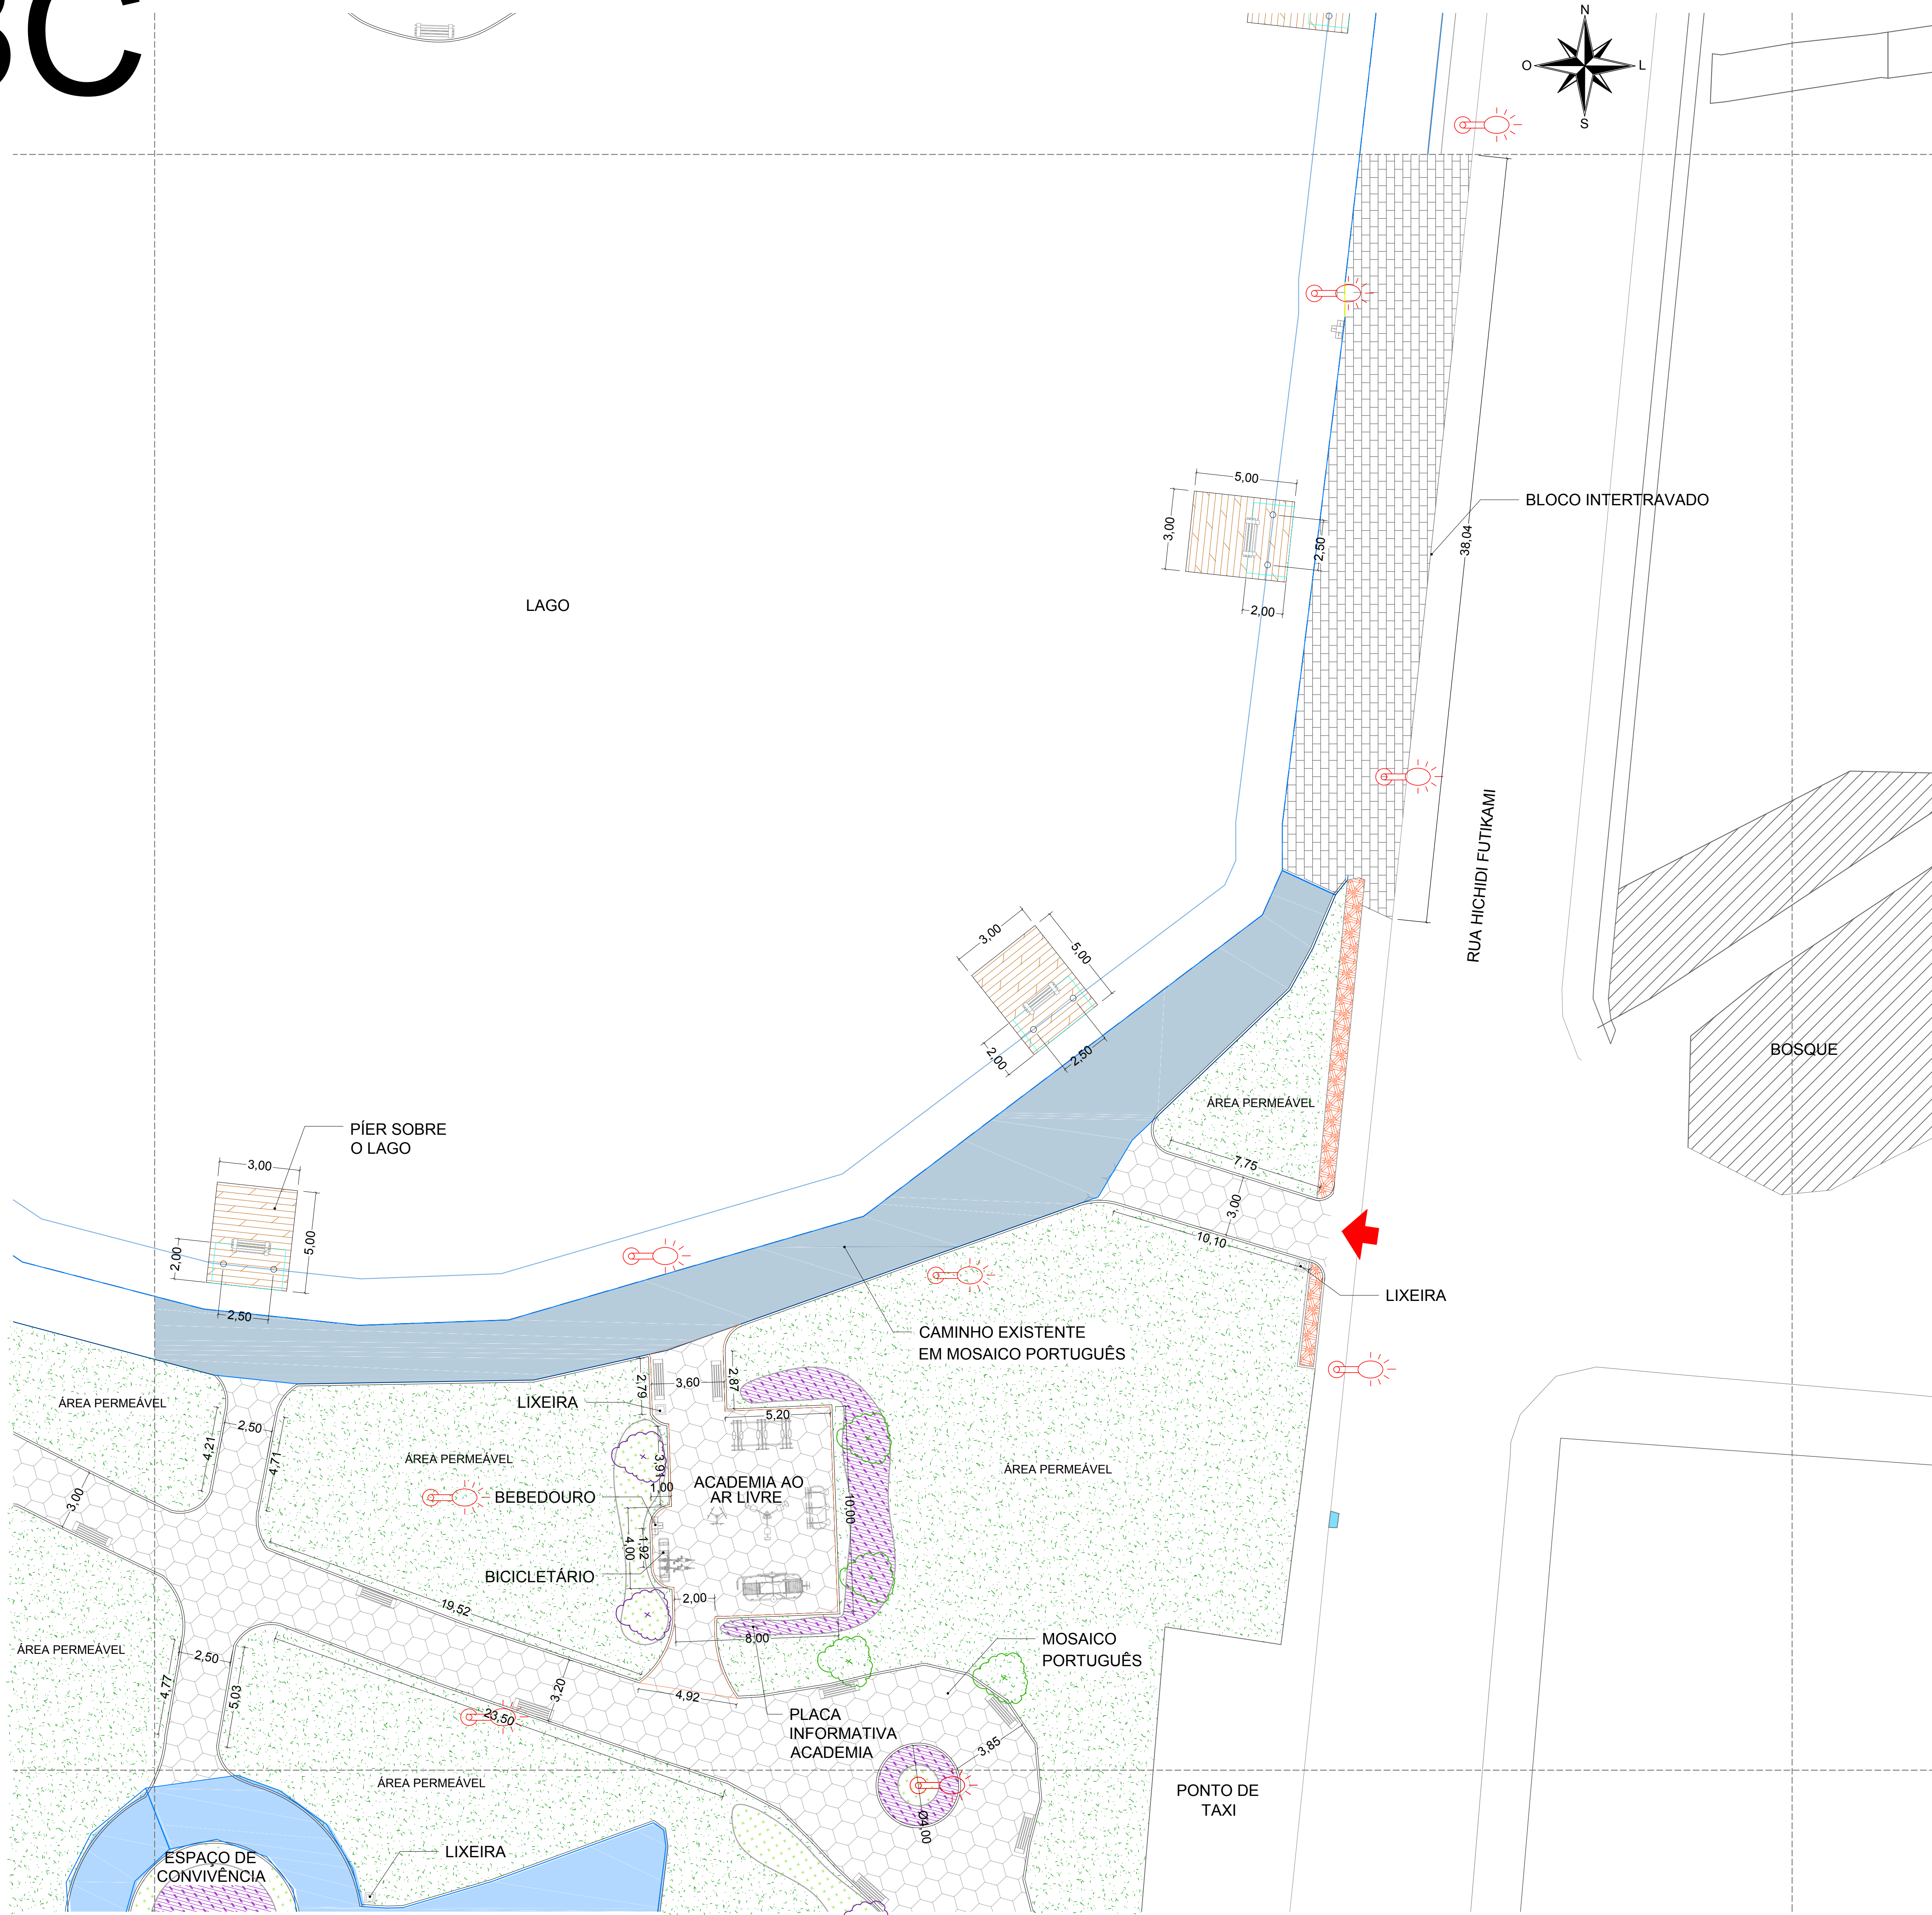 BC
N
O
L
S
5,00
3,00
2,50
2,00
BLOCO INTERTRAVADO
38,04
LAGO
RUA HICHIDI FUTIKAMI
3,00
5,00
2,00
2,50
BOSQUE
ÁREA PERMEÁVEL
PÍER SOBRE
O LAGO
3,00
5,00
2,00
2,50
7,75
3,00
10,10
LIXEIRA
CAMINHO EXISTENTE
EM MOSAICO PORTUGUÊS
ÁREA PERMEÁVEL
2,50
4,21
4,71
3,00
ÁREA PERMEÁVEL
LIXEIRA
2,79
3,60
2,87
5,20
3,91
1,00
ACADEMIA AO
AR LIVRE
BEBEDOURO
10,00
ÁREA PERMEÁVEL
4,00
1,92
BICICLETÁRIO
2,00
8,00
19,52
ÁREA PERMEÁVEL
2,50
4,77
5,03
3,20
23,50
4,92
MOSAICO
PORTUGUÊS
PLACA
INFORMATIVA
ACADEMIA
3,85
Ø4,00
ÁREA PERMEÁVEL
PONTO DE
TAXI
ESPAÇO DE
CONVIVÊNCIA
LIXEIRA